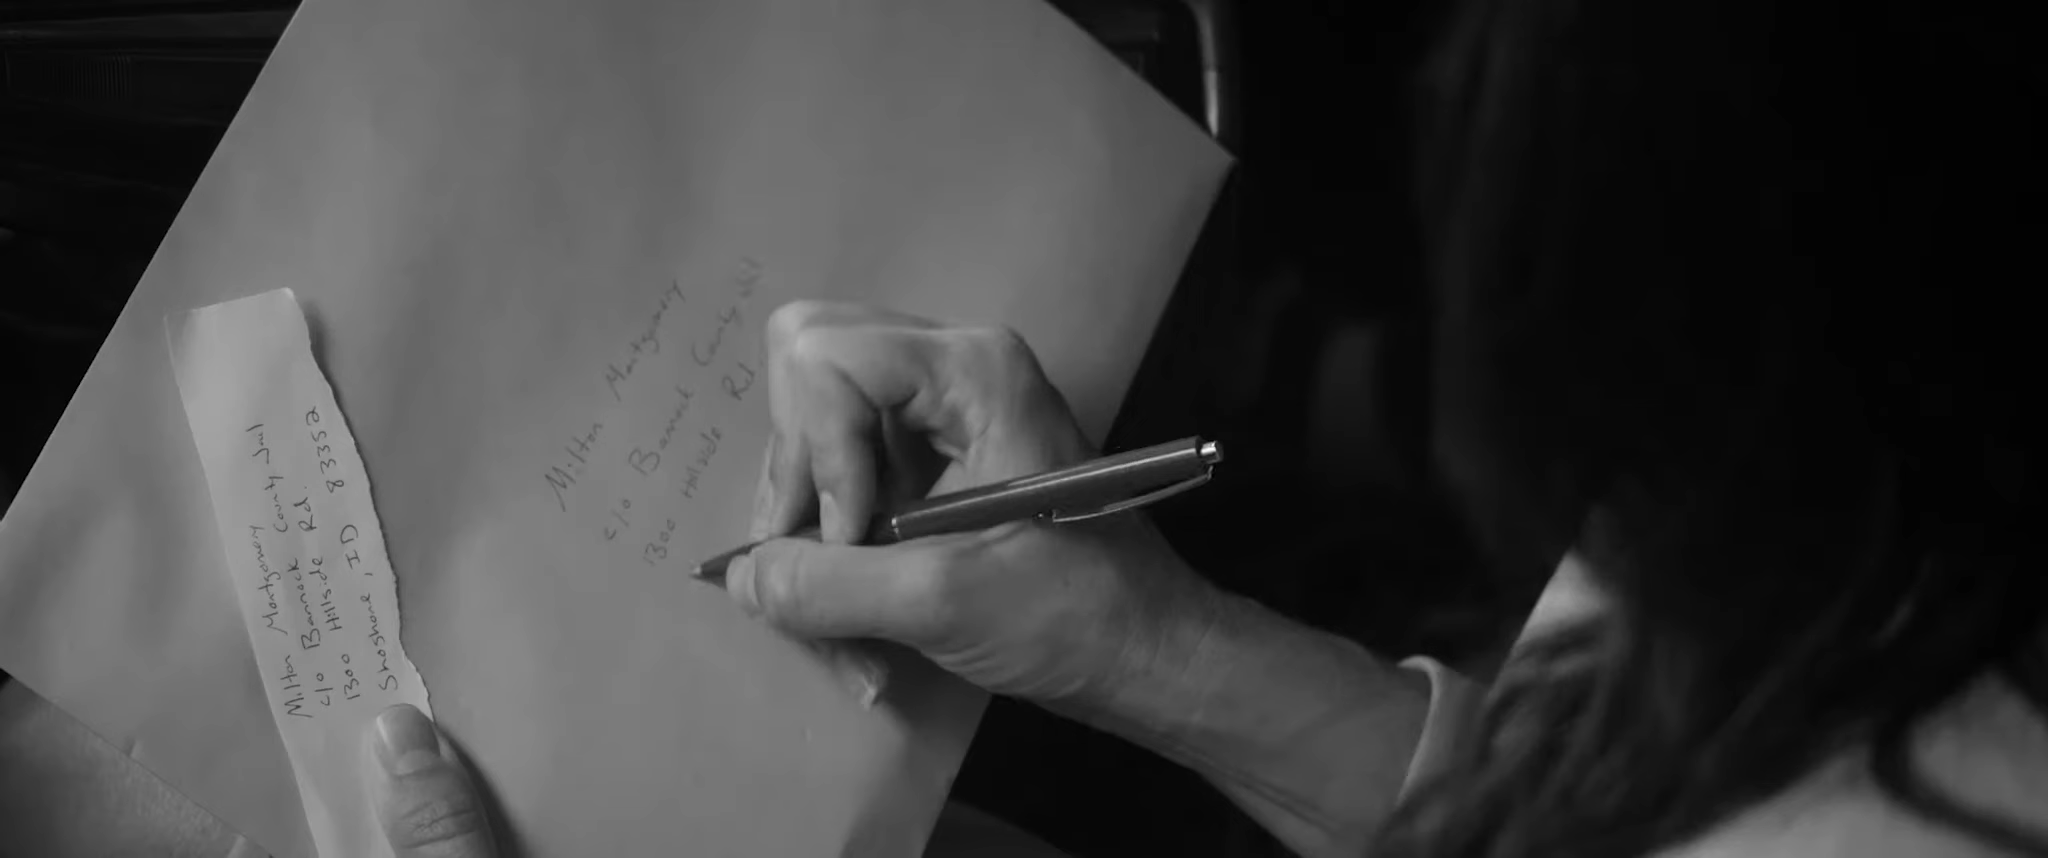 Milton Montgomery
c/o Bannock County Jail
1300 Hillside Rd.
Shoshone, ID 83352
Milton Montgomery
c/o Bannock County Jail
1300 Hillside Rd.